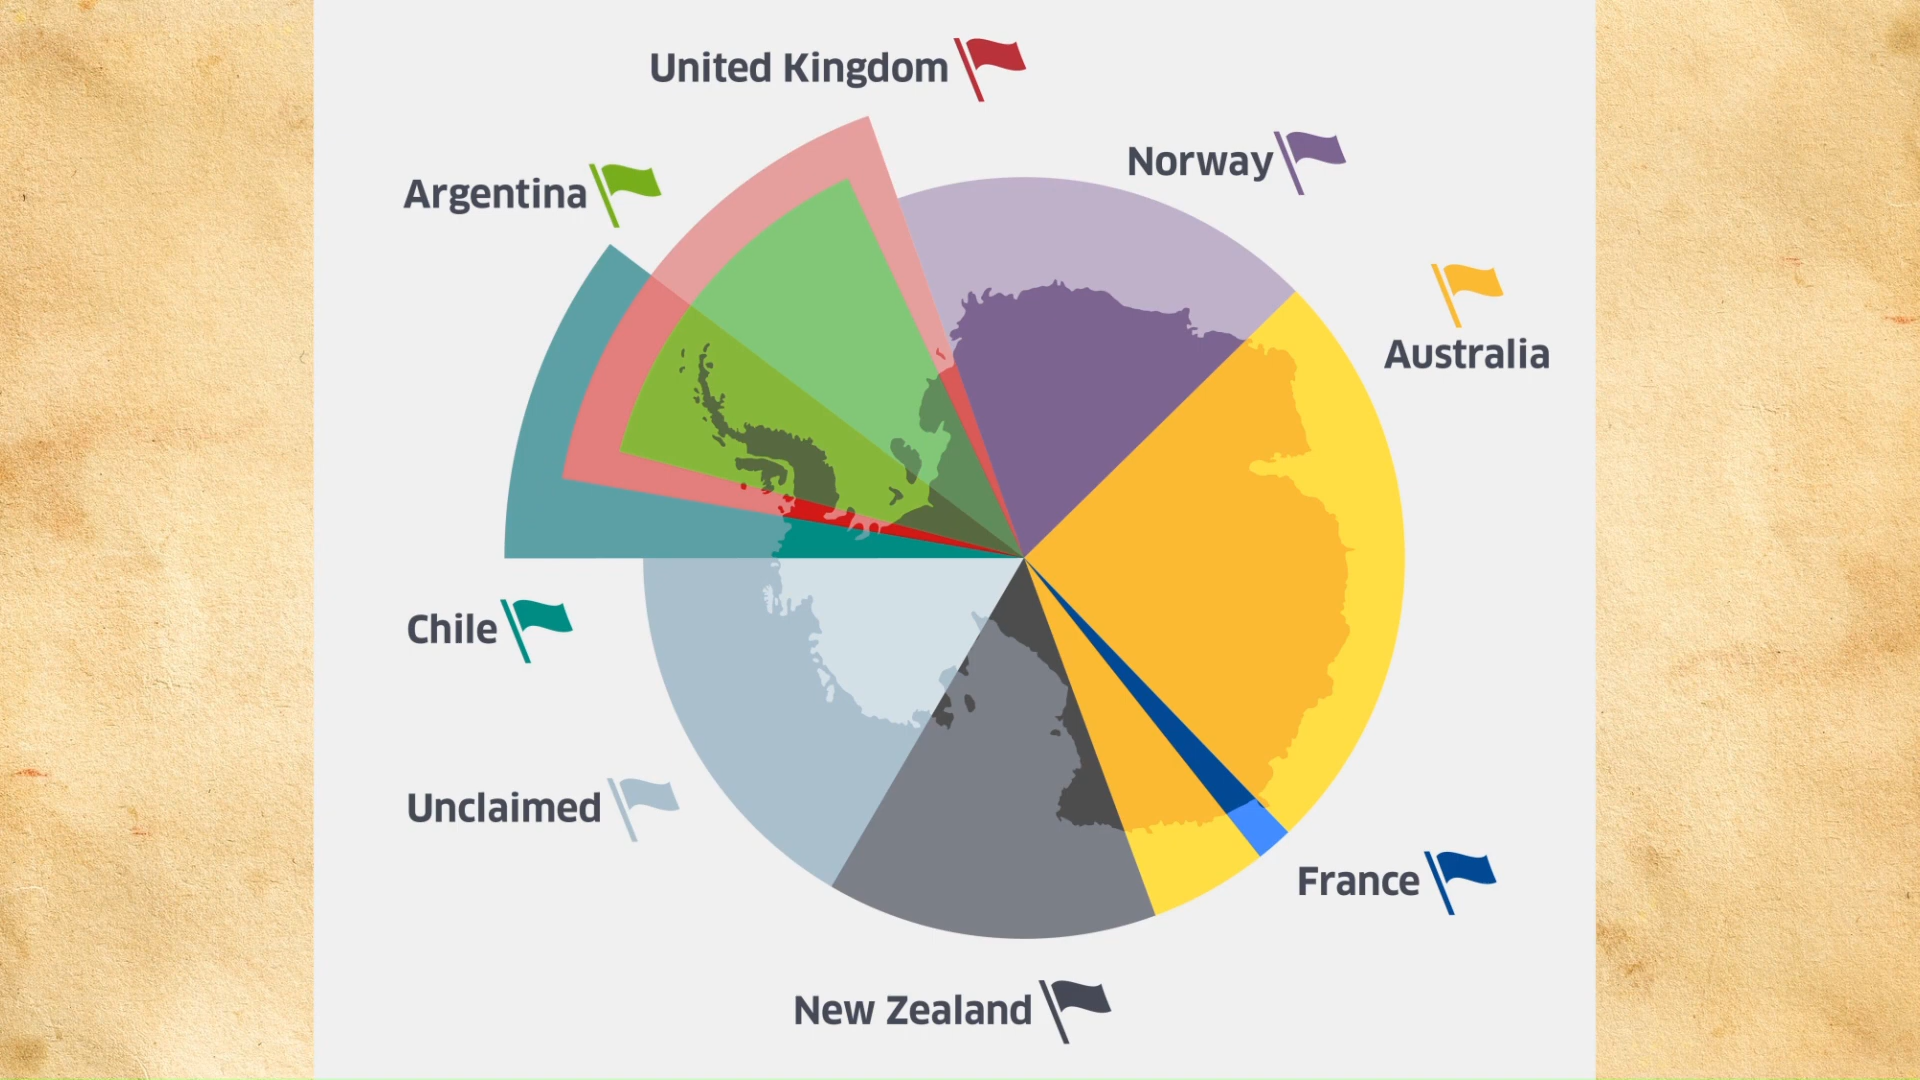 United Kingdom
Norway
Argentina
Australia
Chile
Unclaimed
France
New Zealand